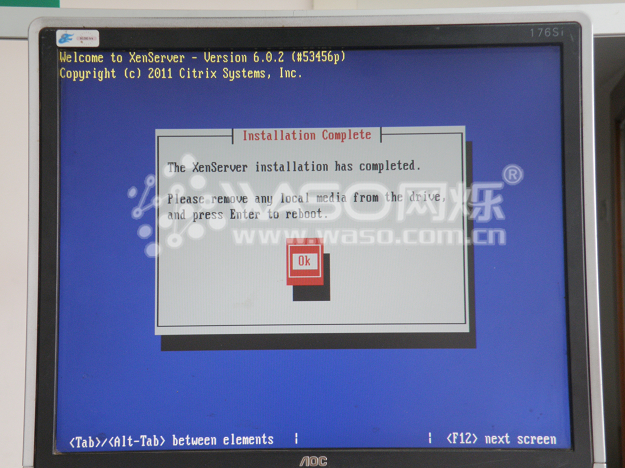 176Si
Welcome to XenServer - Version 6.0.2 (#53456p)
Copyright (c) 2011 Citrix Systems, Inc.
Installation Complete
The XenServer installation has completed.
Please remove any local media from the drive,
and press Enter to reboot.
WASO网烁®
www.waso.com.cn
Ok
<Tab>/<Alt-Tab> between elements | | <F12> next screen
AOC